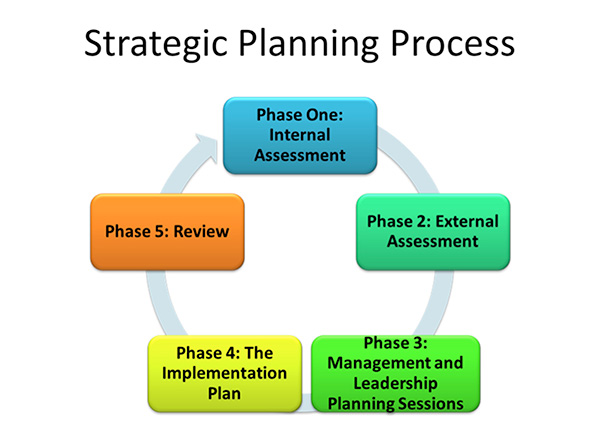 Strategic Planning Process
Phase One:
Internal
Assessment
Phase 2: External
Assessment
Phase 3:
Management and
Leadership
Planning Sessions
Phase 4: The
Implementation
Plan
Phase 5: Review